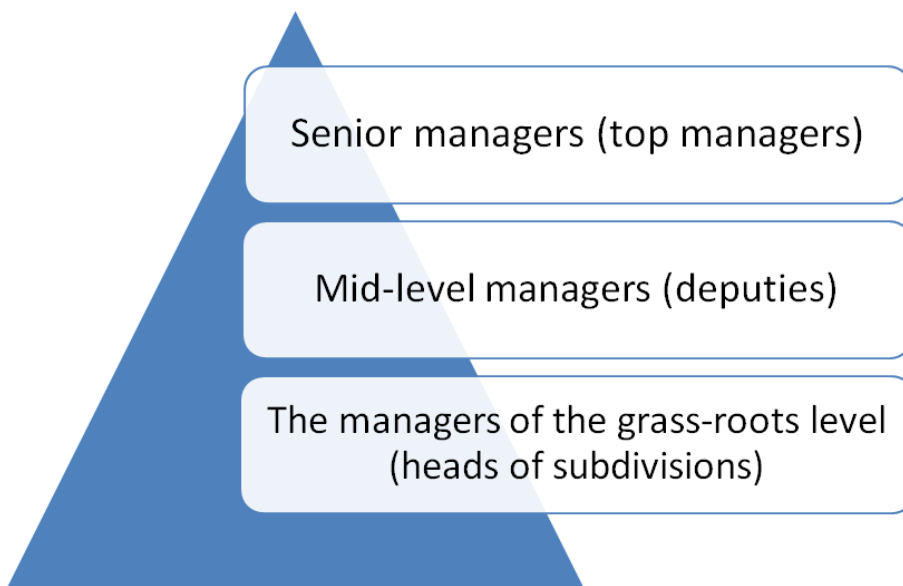 Senior managers (top managers)
Mid-level managers (deputies)
The managers of the grass-roots level
(heads of subdivisions)